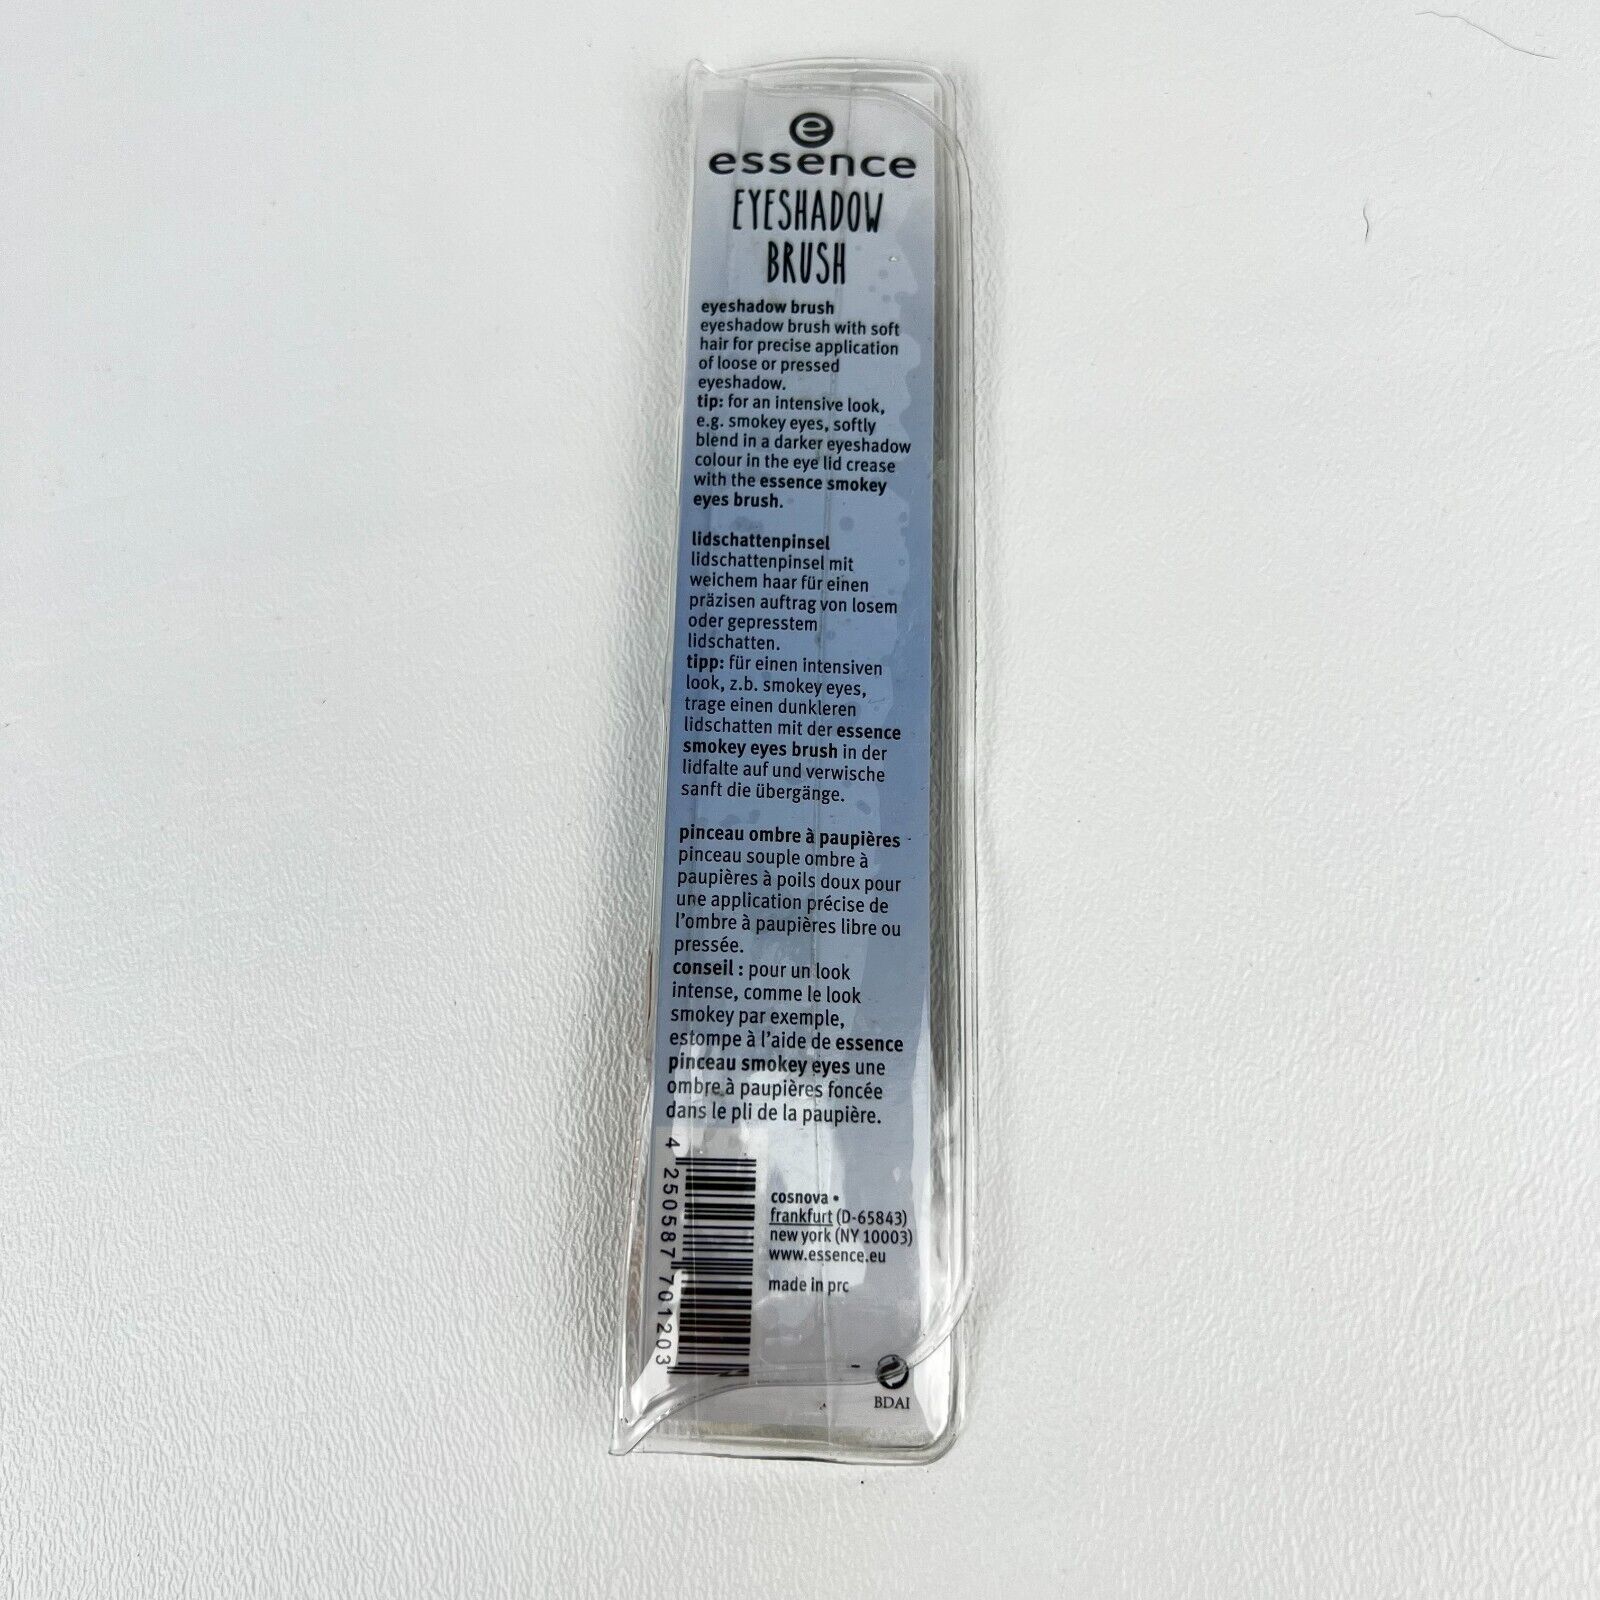 e
essence
EYESHADOW
BRUSH
eyeshadow brush
eyeshadow brush with soft
hair for precise application
of loose or pressed
eyeshadow.
tip: for an intensive look,
e.g. smokey eyes, softly
blend in a darker eyeshadow
colour in the eye lid crease
with the essence smokey
eyes brush.
lidschattenpinsel
lidschattenpinsel mit
weichem haar für einen
präzisen auftrag von losem
oder gepresstem
lidschatten.
tipp: für einen intensiven
look, z.b. smokey eyes,
trage einen dunkleren
lidschatten mit der essence
smokey eyes brush in der
lidfalte auf und verwische
sanft die übergänge.
pinceau ombre à paupières
pinceau souple ombre à
paupières à poils doux pour
une application précise de
l'ombre à paupières libre ou
pressée.
conseil : pour un look
intense, comme le look
smokey par exemple,
estompe à l'aide de essence
pinceau smokey eyes une
ombre à paupières foncée
dans le pli de la paupière.
4 250587 701203
cosnova •
frankfurt (D-65843)
new york (NY 10003)
www.essence.eu
made in prc
BDAI